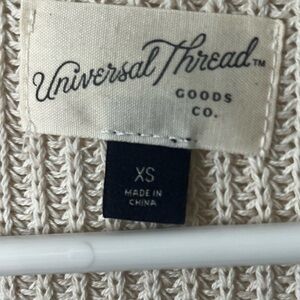 Universal Thread™
GOODS
CO.
XS
MADE IN
CHINA